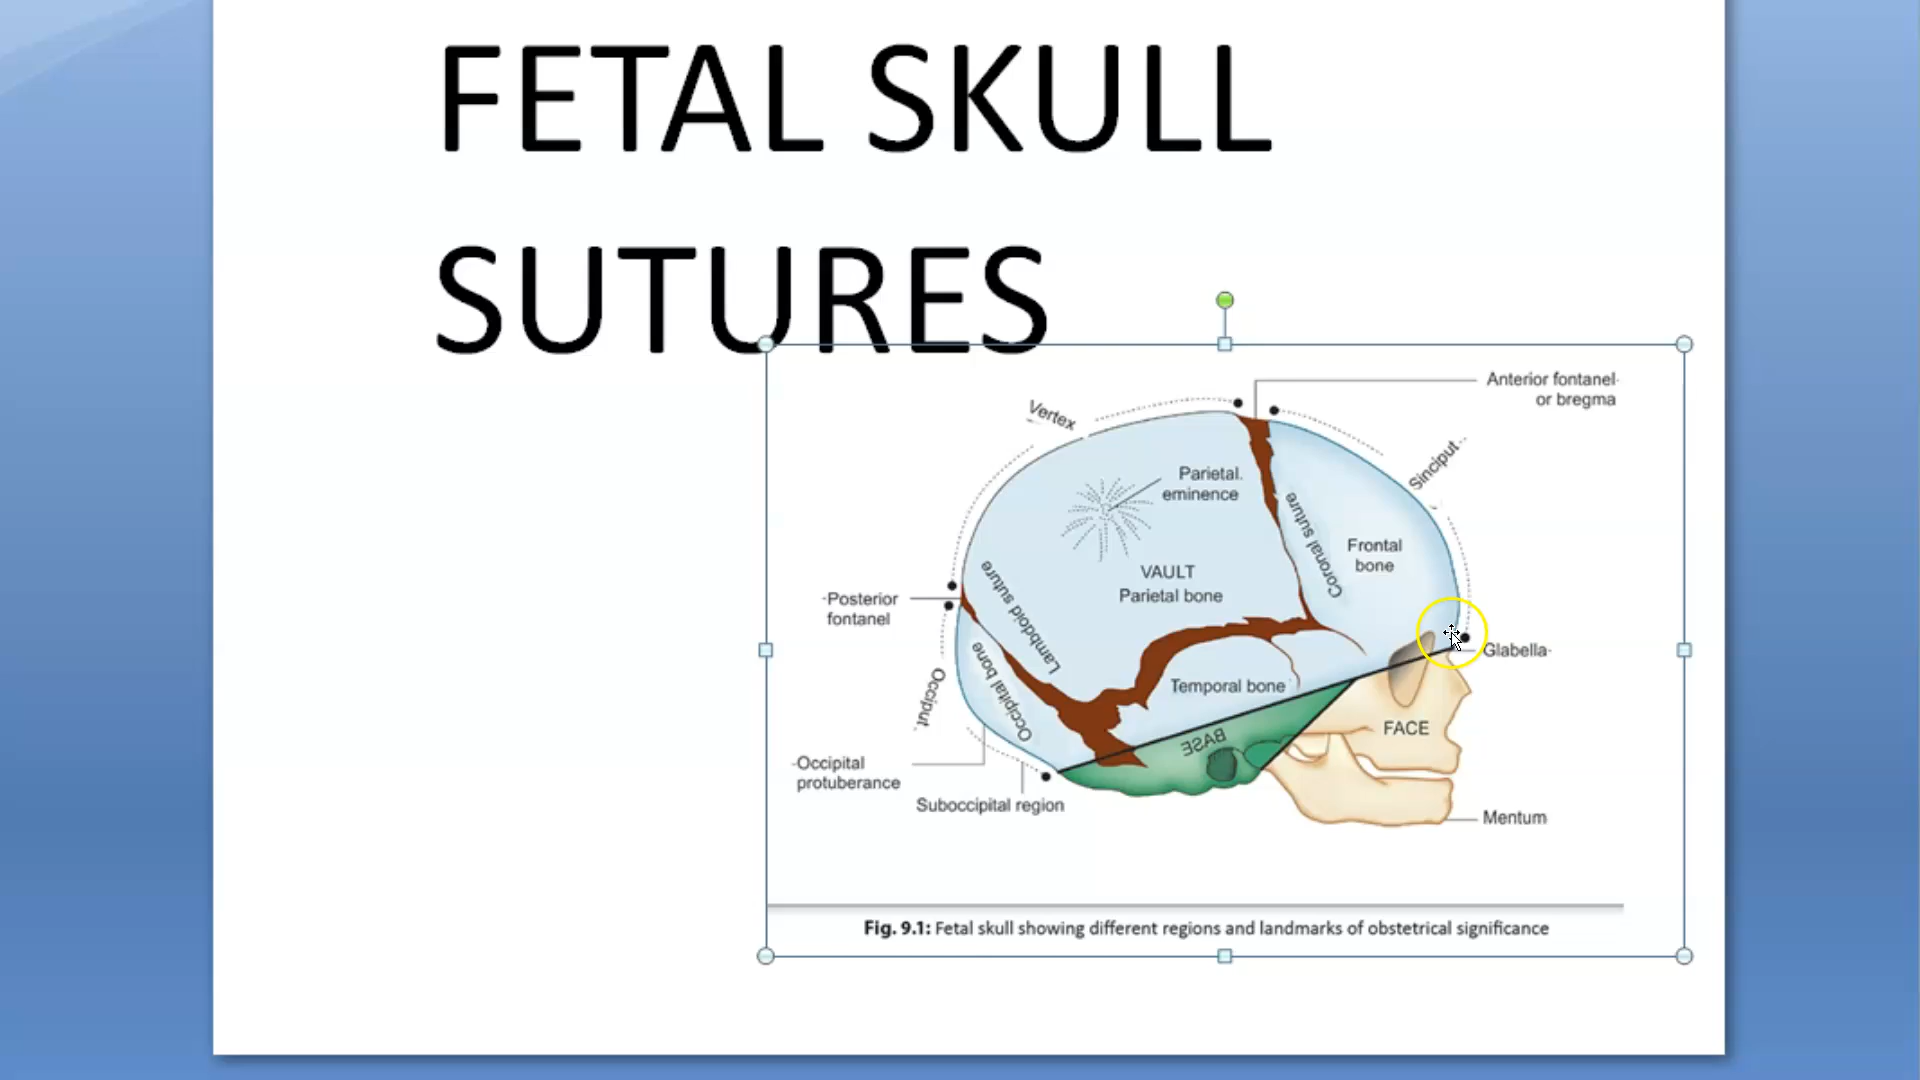 FETAL SKULL
SUTURES
Anterior fontanel
or bregma
Vertex
Sinciput
Parietal
eminence
Coronal suture
Frontal
bone
VAULT
Parietal bone
Lambdoid suture
Posterior
fontanel
Glabella
Occipital bone
Occiput
Temporal bone
FACE
BASE
Occipital
protuberance
Suboccipital region
Mentum
Fig. 9.1: Fetal skull showing different regions and landmarks of obstetrical significance